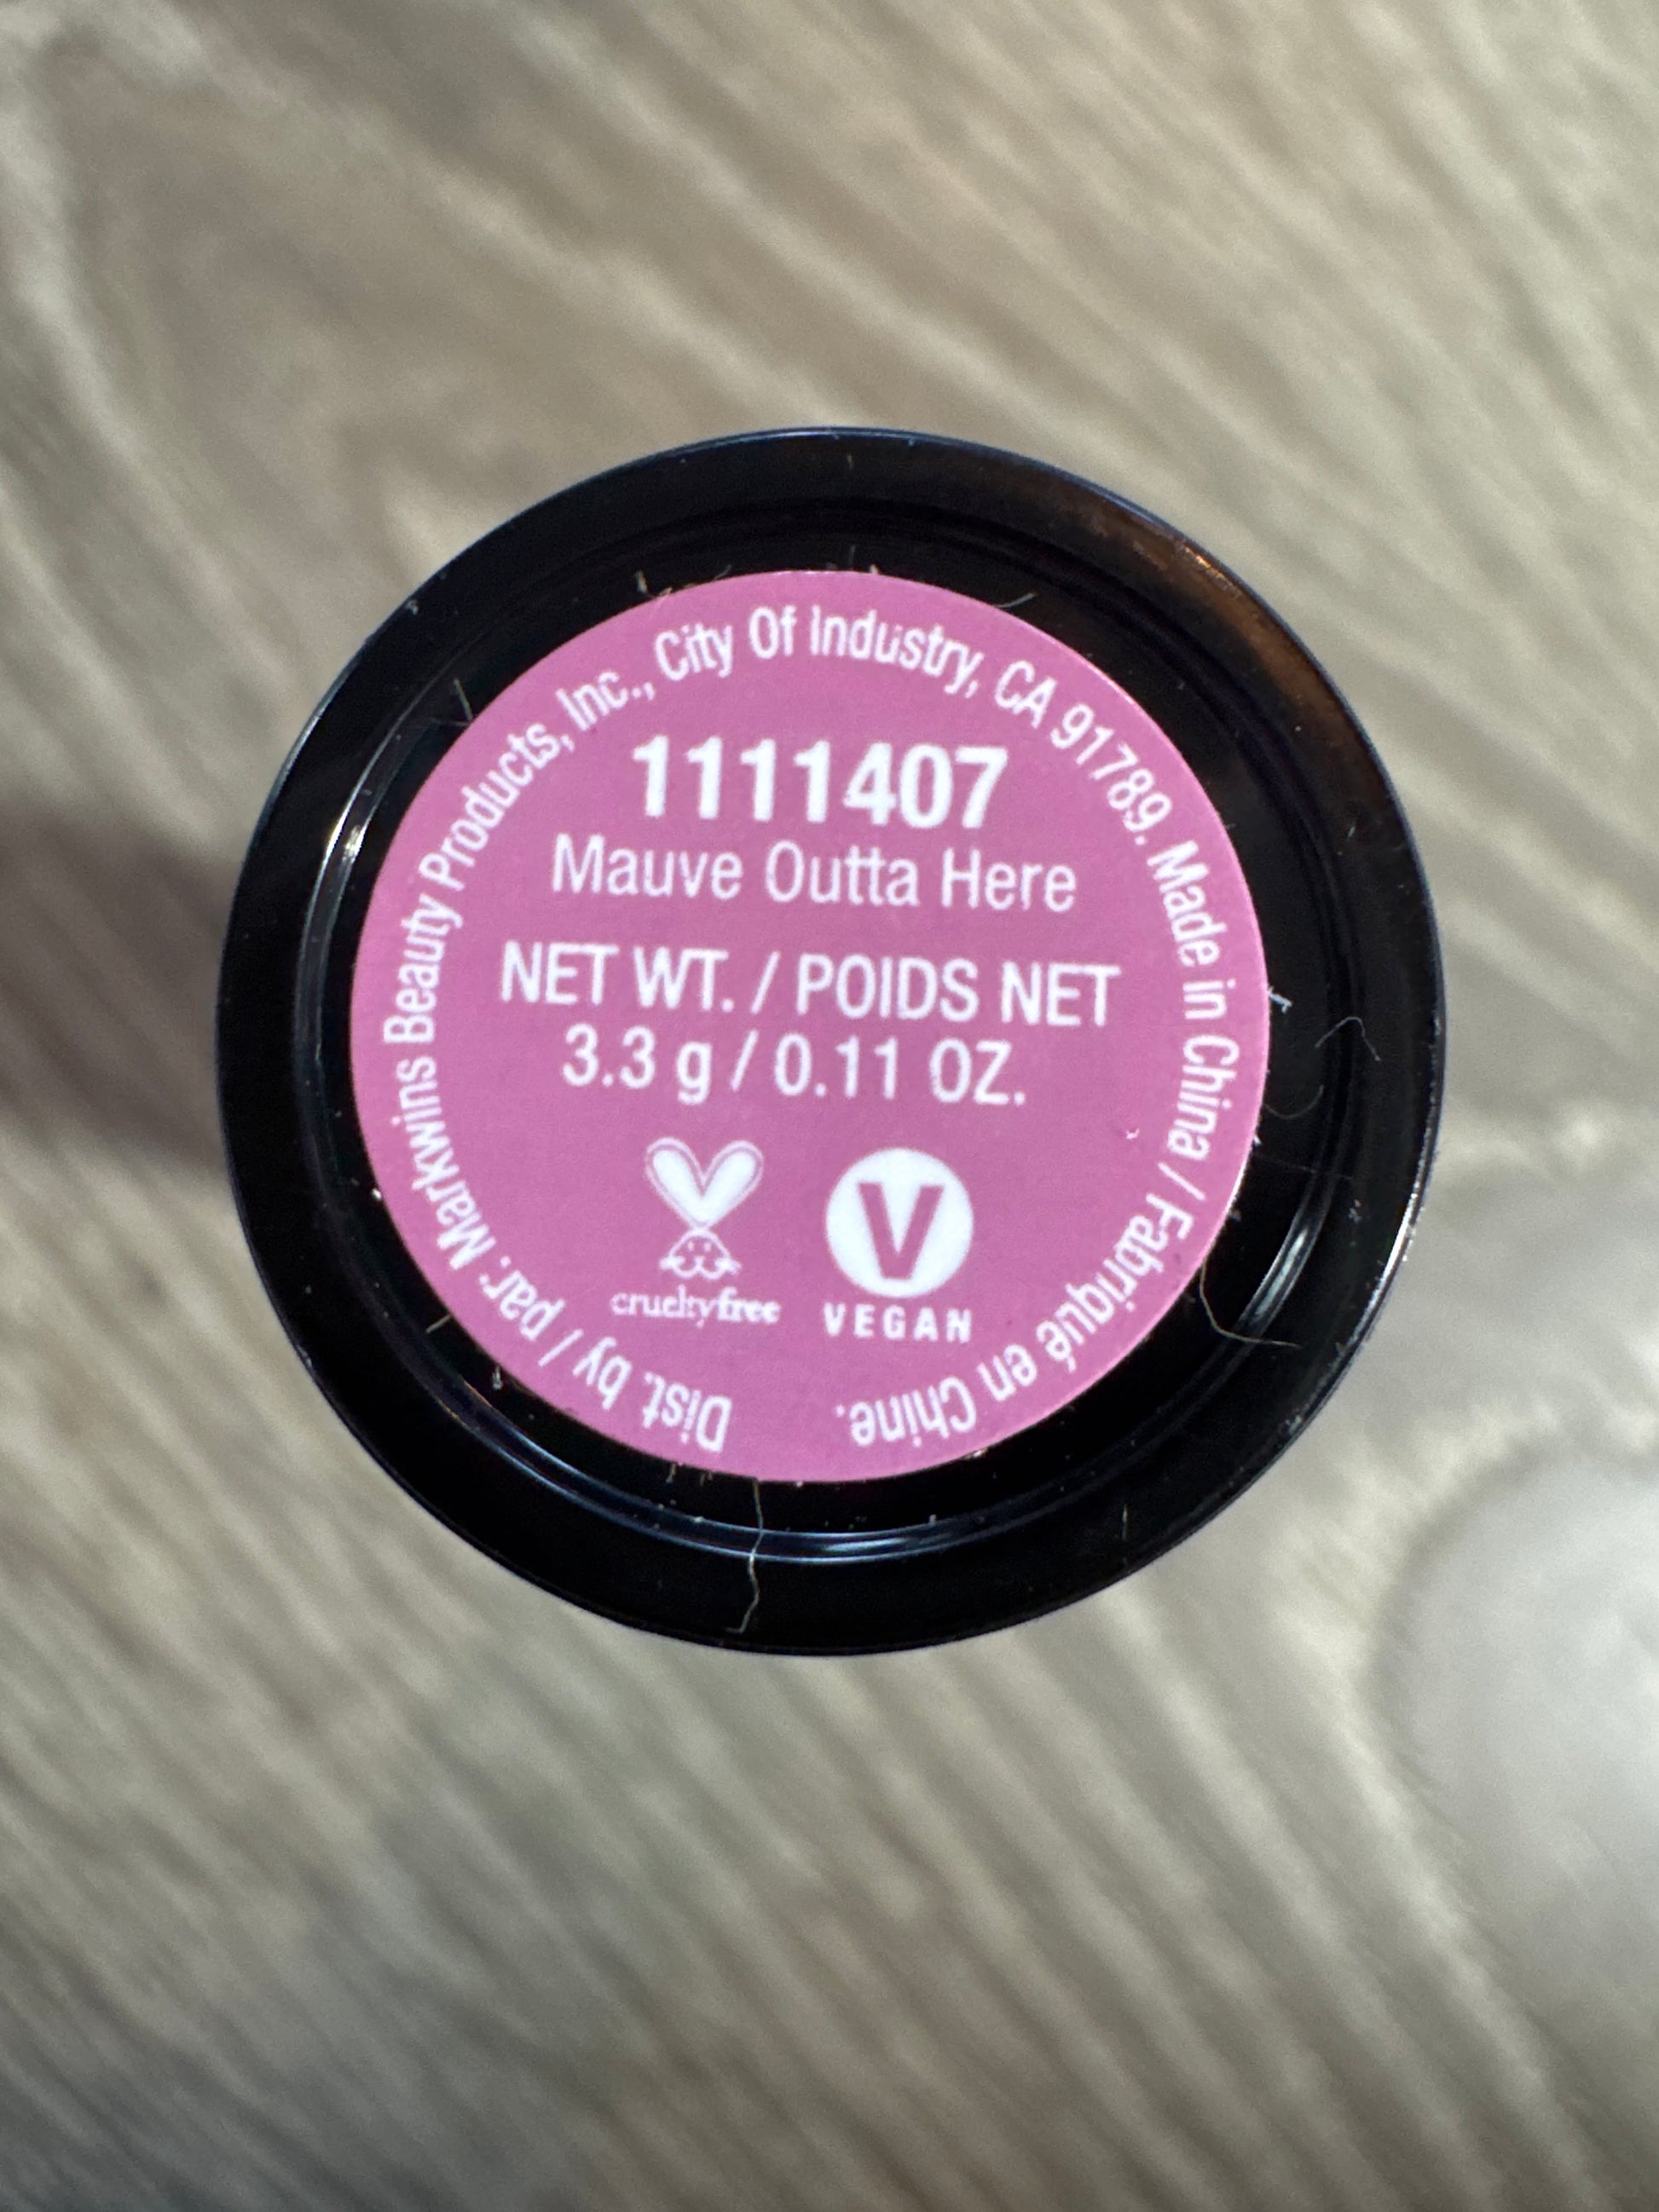 Dist. by / par: Markwins Beauty Products, Inc., City Of Industry, CA 91789. Made in China / Fabriqué en Chine.
1111407
Mauve Outta Here
NET WT. / POIDS NET
3.3 g / 0.11 OZ.
crueltyfree
V
VEGAN